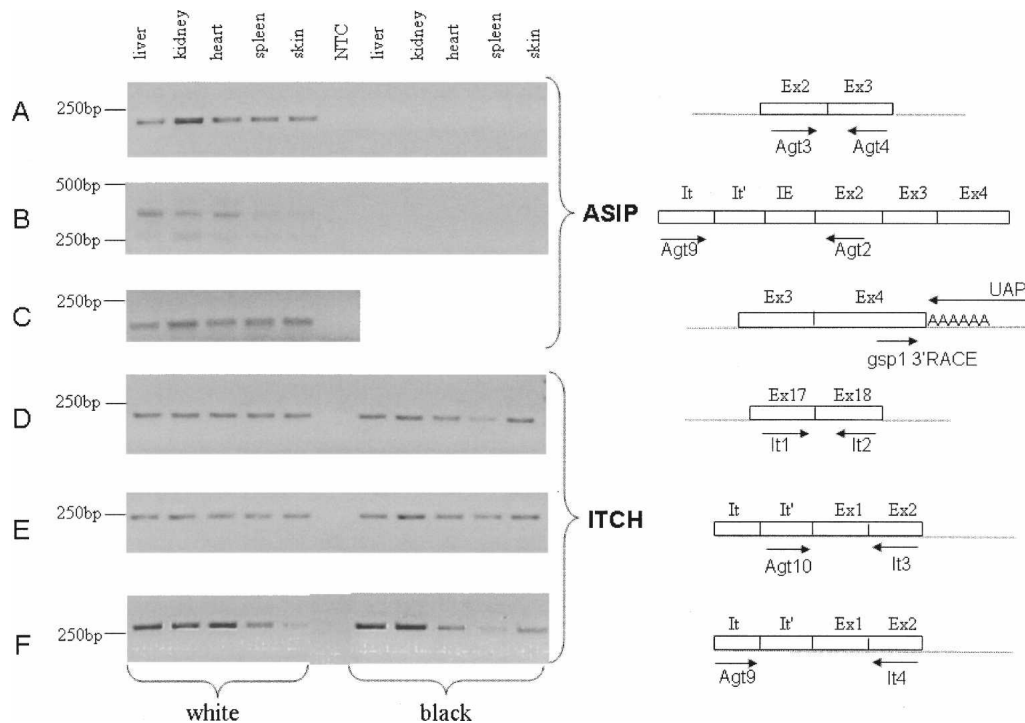 liver kidney heart spleen skin NTC liver kidney heart spleen skin
A 250bp
Ex2 Ex3
Agt3 Agt4
B 500bp
250bp
ASIP
It It' IE Ex2 Ex3 Ex4
Agt9 Agt2
C 250bp
Ex3 Ex4 UAP
AAAAAA
gsp1 3'RACE
D 250bp
Ex17 Ex18
It1 It2
E 250bp
ITCH
It It' Ex1 Ex2
Agt10 It3
F 250bp
It It' Ex1 Ex2
Agt9 It4
white black